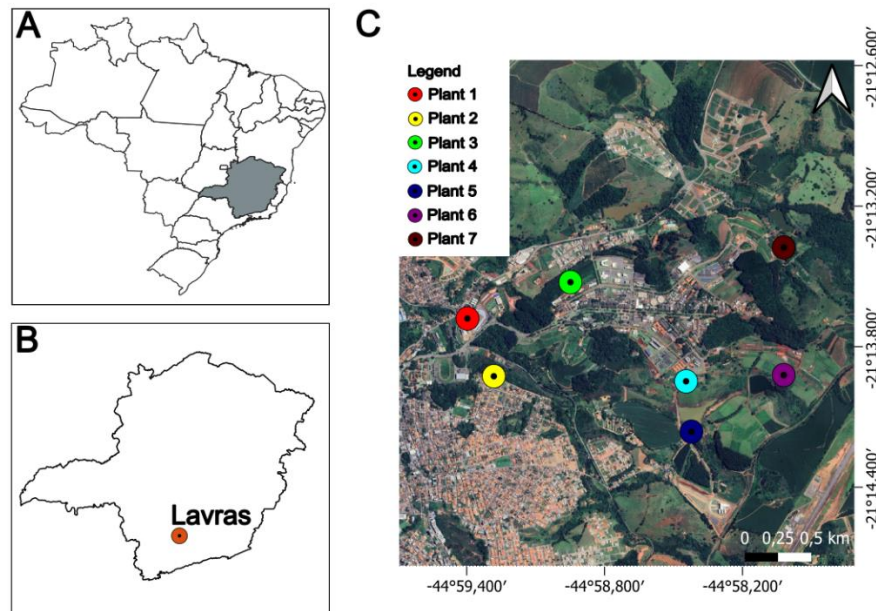 A
B
Lavras
C
Legend
Plant 1
Plant 2
Plant 3
Plant 4
Plant 5
Plant 6
Plant 7
-21°12.600′
-21°13.200′
-21°13.800′
-21°14.400′
0 0,25 0,5 km
-44°59,400′ -44°58,800′ -44°58,200′